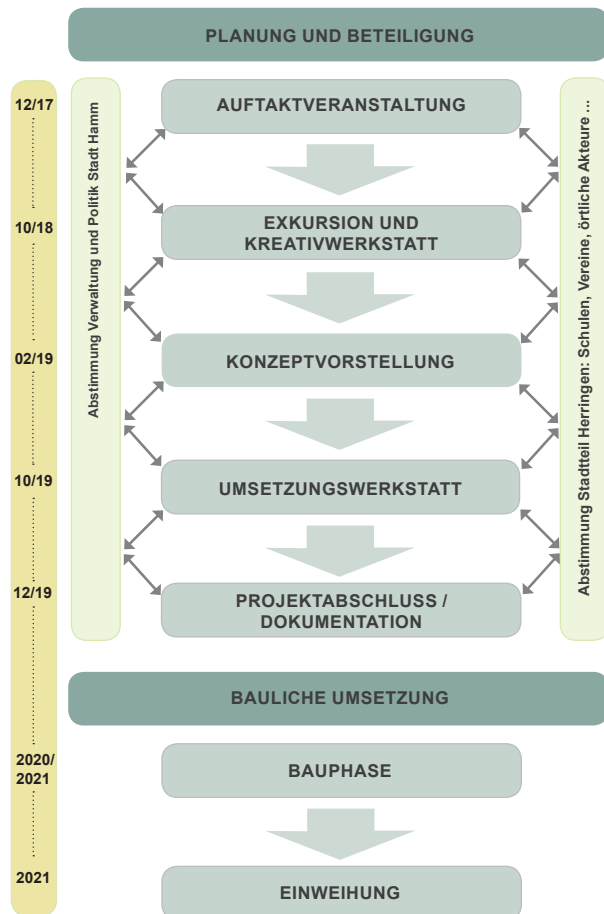 PLANUNG UND BETEILIGUNG
12/17
AUFTAKTVERANSTALTUNG
Abstimmung Verwaltung und Politik Stadt Hamm
Abstimmung Stadtteil Herringen: Schulen, Vereine, örtliche Akteure ...
10/18
EXKURSION UND
KREATIVWERKSTATT
02/19
KONZEPTVORSTELLUNG
10/19
UMSETZUNGSWERKSTATT
12/19
PROJEKTABSCHLUSS /
DOKUMENTATION
BAULICHE UMSETZUNG
2020/
2021
BAUPHASE
2021
EINWEIHUNG